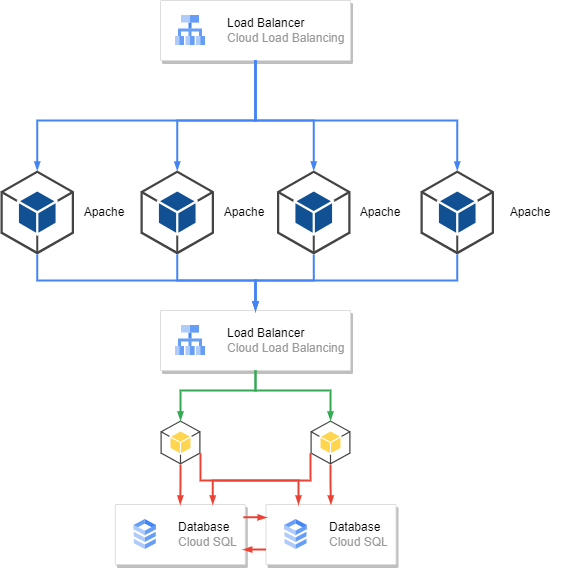 Load Balancer
Cloud Load Balancing
Apache
Apache
Apache
Apache
Load Balancer
Cloud Load Balancing
Database
Cloud SQL
Database
Cloud SQL